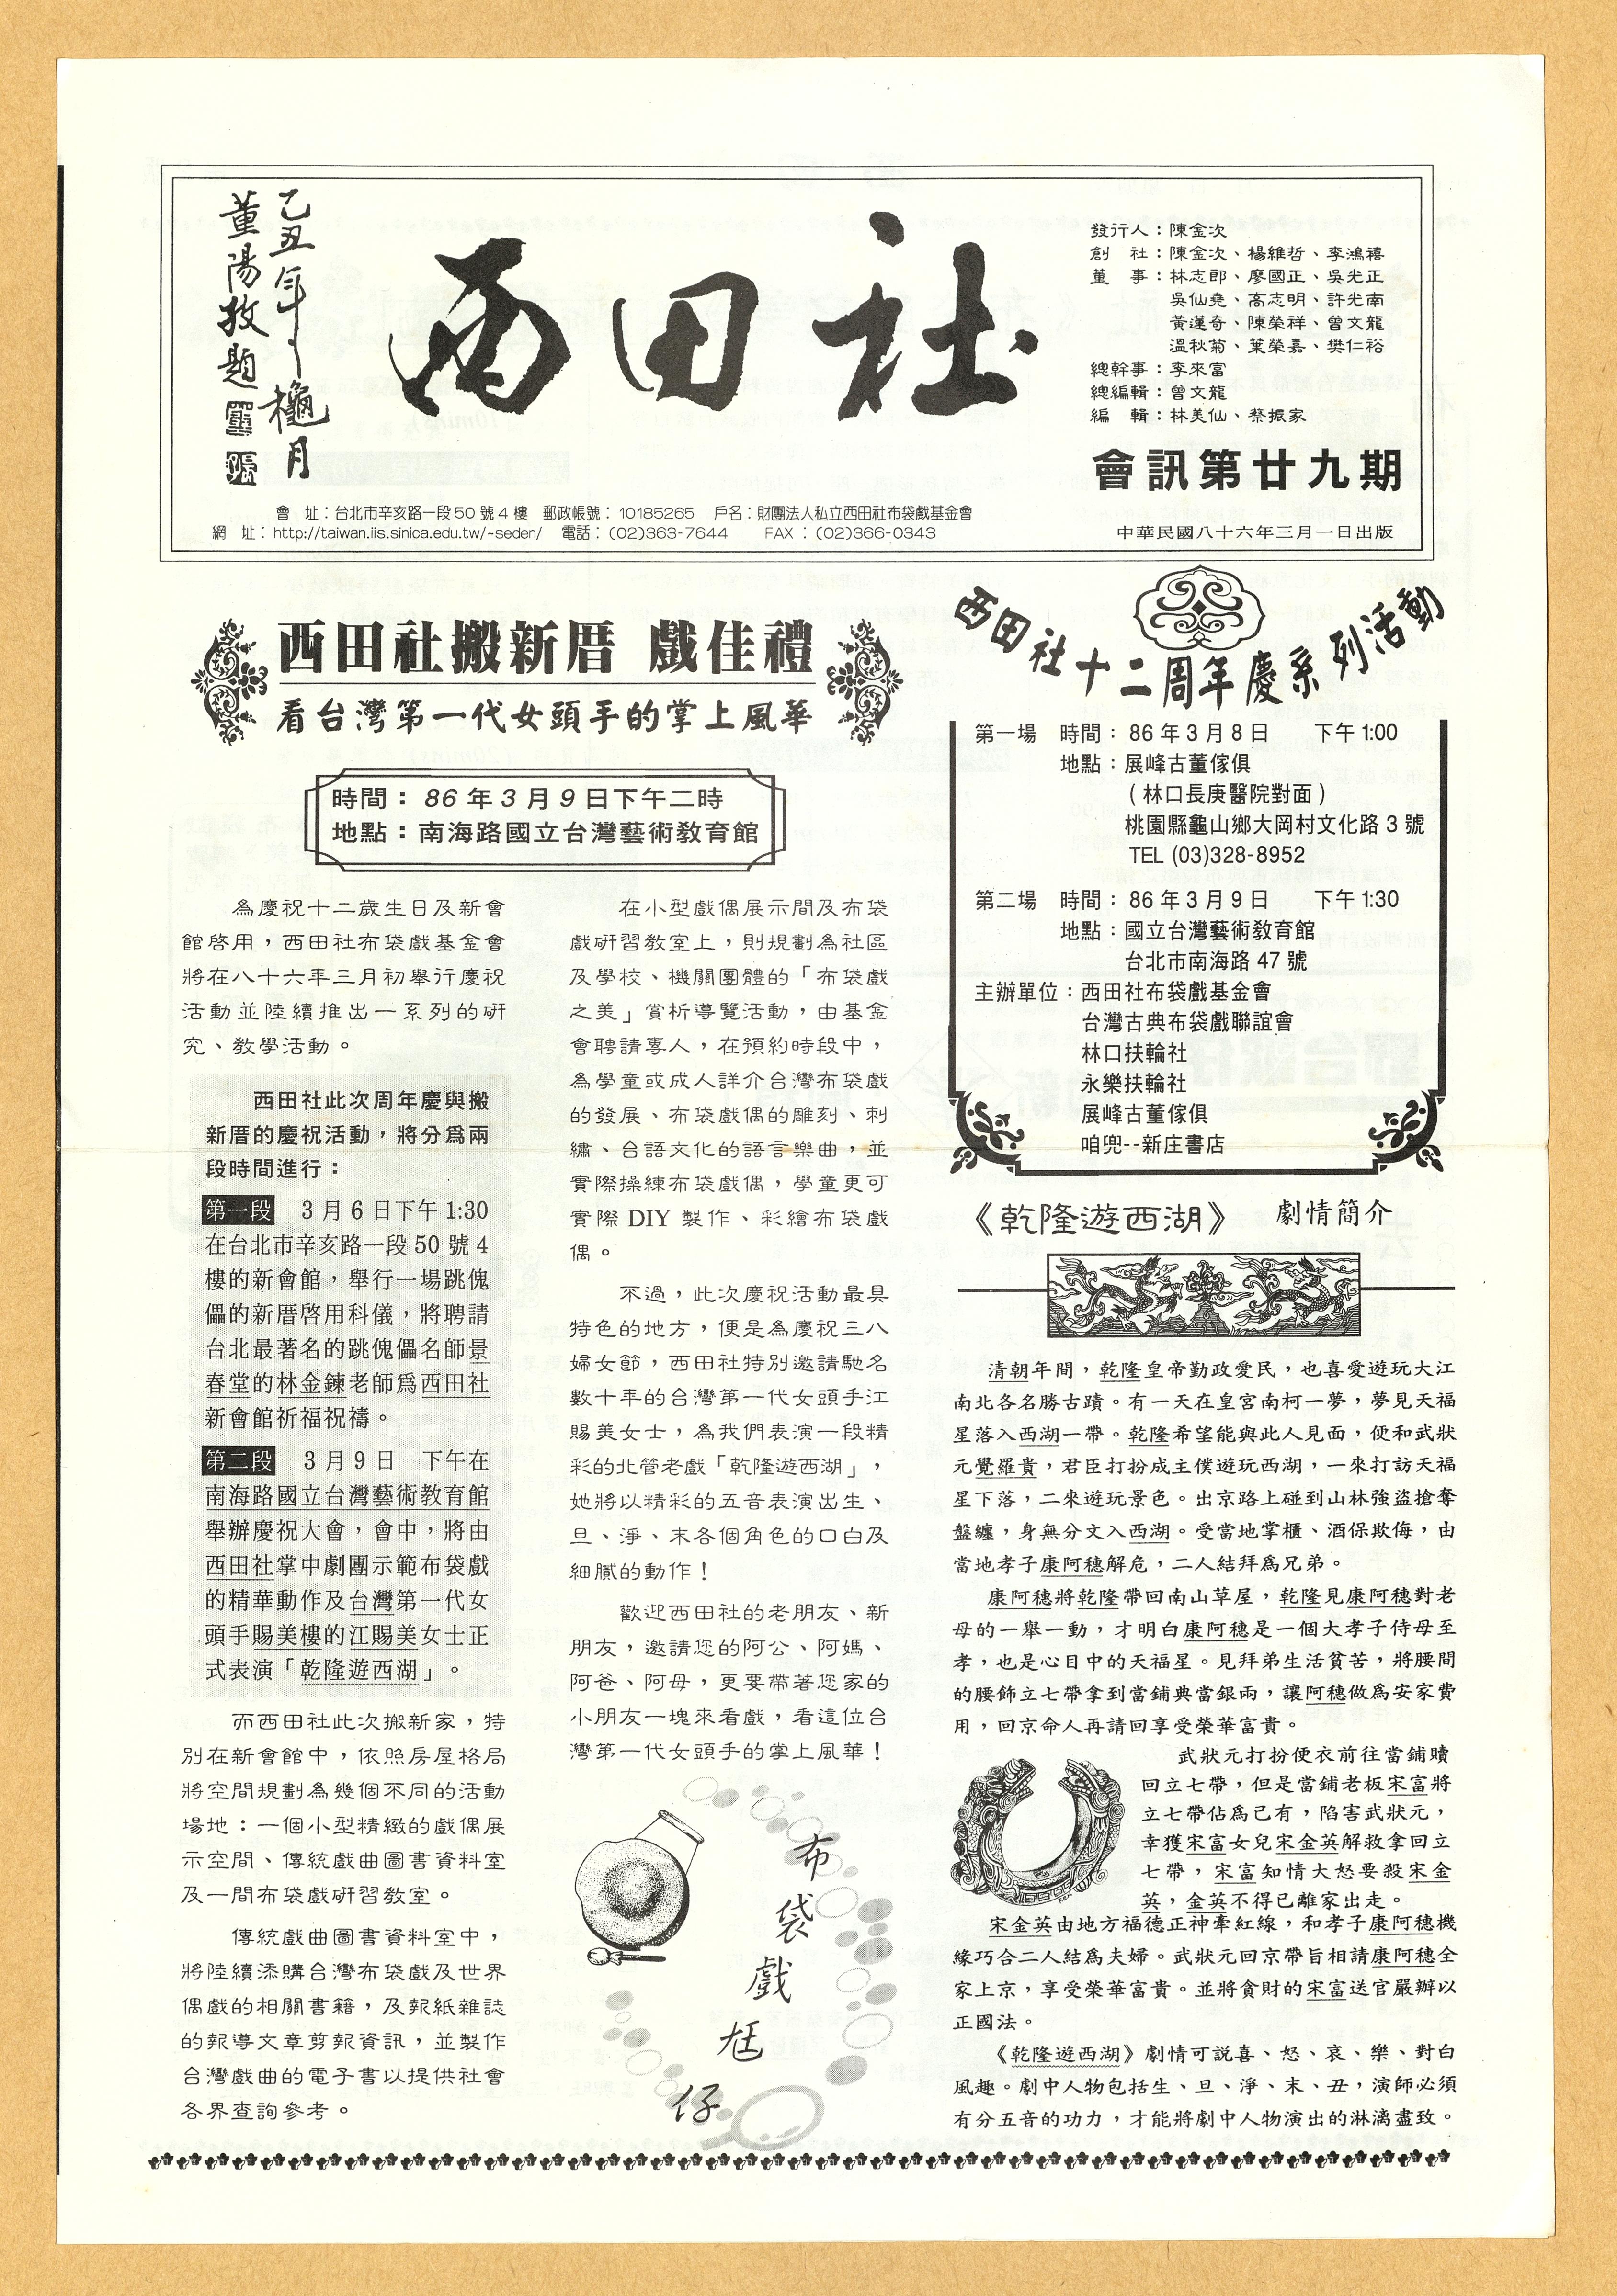 乙丑年
桂月
董陽孜題
西田社
發行人：陳金次
創　社：陳金次、楊維哲、李鴻禧
董　事：林志郎、廖國正、吳光正
吳仙堯、高志明、許光南
黃蓮奇、陳榮祥、曾文龍
溫秋菊、葉榮嘉、樊仁裕
總幹事：李來富
總編輯：曾文龍
編　輯：林美仙、蔡振家
會訊第廿九期
中華民國八十六年三月一日出版
會　址：台北市辛亥路一段50號4樓　郵政帳號：10185265　戶名：財團法人私立西田社布袋戲基金會
網　址：http://taiwan.iis.sinica.edu.tw/~seden/　電話：(02)363-7644　FAX：(02)366-0343
西田社搬新厝 戲佳禮
看台灣第一代女頭手的掌上風華
時間：86年3月9日下午二時
地點：南海路國立台灣藝術教育館
為慶祝十二歲生日及新會
館啓用，西田社布袋戲基金會
將在八十六年三月初舉行慶祝
活動並陸續推出一系列的研
究、教學活動。
西田社此次周年慶與搬
新厝的慶祝活動，將分為兩
段時間進行：
第一段　3月6日下午1:30
在台北市辛亥路一段50號4
樓的新會館，舉行一場跳傀
儡的新厝啓用科儀，將聘請
台北最著名的跳傀儡名師景
春堂的林金鍊老師為西田社
新會館祈福祝禱。
第二段　3月9日　下午在
南海路國立台灣藝術教育館
舉辦慶祝大會，會中，將由
西田社掌中劇團示範布袋戲
的精華動作及台灣第一代女
頭手賜美樓的江賜美女士正
式表演「乾隆遊西湖」。
而西田社此次搬新家，特
別在新會館中，依照房屋格局
將空間規劃為幾個不同的活動
場地：一個小型精緻的戲偶展
示空間、傳統戲曲圖書資料室
及一間布袋戲研習教室。
傳統戲曲圖書資料室中，
將陸續添購台灣布袋戲及世界
偶戲的相關書籍，及報紙雜誌
的報導文章剪報資訊，並製作
台灣戲曲的電子書以提供社會
各界查詢參考。
在小型戲偶展示間及布袋
戲研習教室上，則規劃為社區
及學校、機關團體的「布袋戲
之美」賞析導覽活動，由基金
會聘請專人，在預約時段中，
為學童或成人詳介台灣布袋戲
的發展、布袋戲偶的雕刻、刺
繡、台語文化的語言樂曲，並
實際操練布袋戲偶，學童更可
實際DIY製作、彩繪布袋戲
偶。
不過，此次慶祝活動最具
特色的地方，便是為慶祝三八
婦女節，西田社特別邀請馳名
數十年的台灣第一代女頭手江
賜美女士，為我們表演一段精
彩的北管老戲「乾隆遊西湖」，
她將以精彩的五音表演出生、
旦、淨、末各個角色的口白及
細膩的動作！
歡迎西田社的老朋友、新
朋友，邀請您的阿公、阿媽、
阿爸、阿母，更要帶著您家的
小朋友一塊來看戲，看這位台
灣第一代女頭手的掌上風華！
布袋戲尪仔
西田社十二周年慶系列活動
第一場　時間：86年3月8日　下午1:00
地點：展峰古董傢俱
(林口長庚醫院對面)
桃園縣龜山鄉大岡村文化路3號
TEL (03)328-8952
第二場　時間：86年3月9日　下午1:30
地點：國立台灣藝術教育館
台北市南海路47號
主辦單位：西田社布袋戲基金會
台灣古典布袋戲聯誼會
林口扶輪社
永樂扶輪社
展峰古董傢俱
咱兜--新庄書店
《乾隆遊西湖》　劇情簡介
清朝年間，乾隆皇帝勤政愛民，也喜愛遊玩大江
南北各名勝古蹟。有一天在皇宮南柯一夢，夢見天福
星落入西湖一帶。乾隆希望能與此人見面，便和武狀
元覺羅貴，君臣打扮成主僕遊玩西湖，一來打訪天福
星下落，二來遊玩景色。出京路上碰到山林強盜搶奪
盤纏，身無分文入西湖。受當地掌櫃、酒保欺侮，由
當地孝子康阿穗解危，二人結拜為兄弟。
康阿穗將乾隆帶回南山草屋，乾隆見康阿穗對老
母的一舉一動，才明白康阿穗是一個大孝子侍母至
孝，也是心目中的天福星。見拜弟生活貧苦，將腰間
的腰飾立七帶拿到當鋪典當銀兩，讓阿穗做為安家費
用，回京命人再請回享受榮華富貴。
武狀元打扮便衣前往當鋪贖
回立七帶，但是當鋪老板宋富將
立七帶佔為己有，陷害武狀元，
幸獲宋富女兒宋金英解救拿回立
七帶，宋富知情大怒要殺宋金
英，金英不得已離家出走。
宋金英由地方福德正神牽紅線，和孝子康阿穗機
緣巧合二人結為夫婦。武狀元回京帶旨相請康阿穗全
家上京，享受榮華富貴。並將貪財的宋富送官嚴辦以
正國法。
《乾隆遊西湖》劇情可說喜、怒、哀、樂、對白
風趣。劇中人物包括生、旦、淨、末、丑，演師必須
有分五音的功力，才能將劇中人物演出的淋漓盡致。